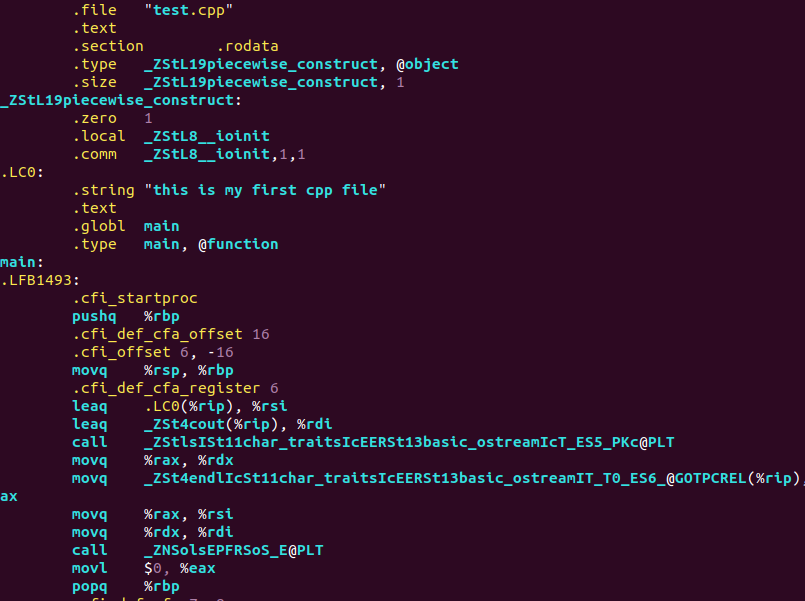 .file "test.cpp"
.text
.section .rodata
.type _ZStL19piecewise_construct, @object
.size _ZStL19piecewise_construct, 1
_ZStL19piecewise_construct:
.zero 1
.local _ZStL8__ioinit
.comm _ZStL8__ioinit,1,1
.LC0:
.string "this is my first cpp file"
.text
.globl main
.type main, @function
main:
.LFB1493:
.cfi_startproc
pushq %rbp
.cfi_def_cfa_offset 16
.cfi_offset 6, -16
movq %rsp, %rbp
.cfi_def_cfa_register 6
leaq .LC0(%rip), %rsi
leaq _ZSt4cout(%rip), %rdi
call _ZStlsISt11char_traitsIcEERSt13basic_ostreamIcT_ES5_PKc@PLT
movq %rax, %rdx
movq _ZSt4endlIcSt11char_traitsIcEERSt13basic_ostreamIT_T0_ES6_@GOTPCREL(%rip),
ax
movq %rax, %rsi
movq %rdx, %rdi
call _ZNSolsEPFRSoS_E@PLT
movl $0, %eax
popq %rbp